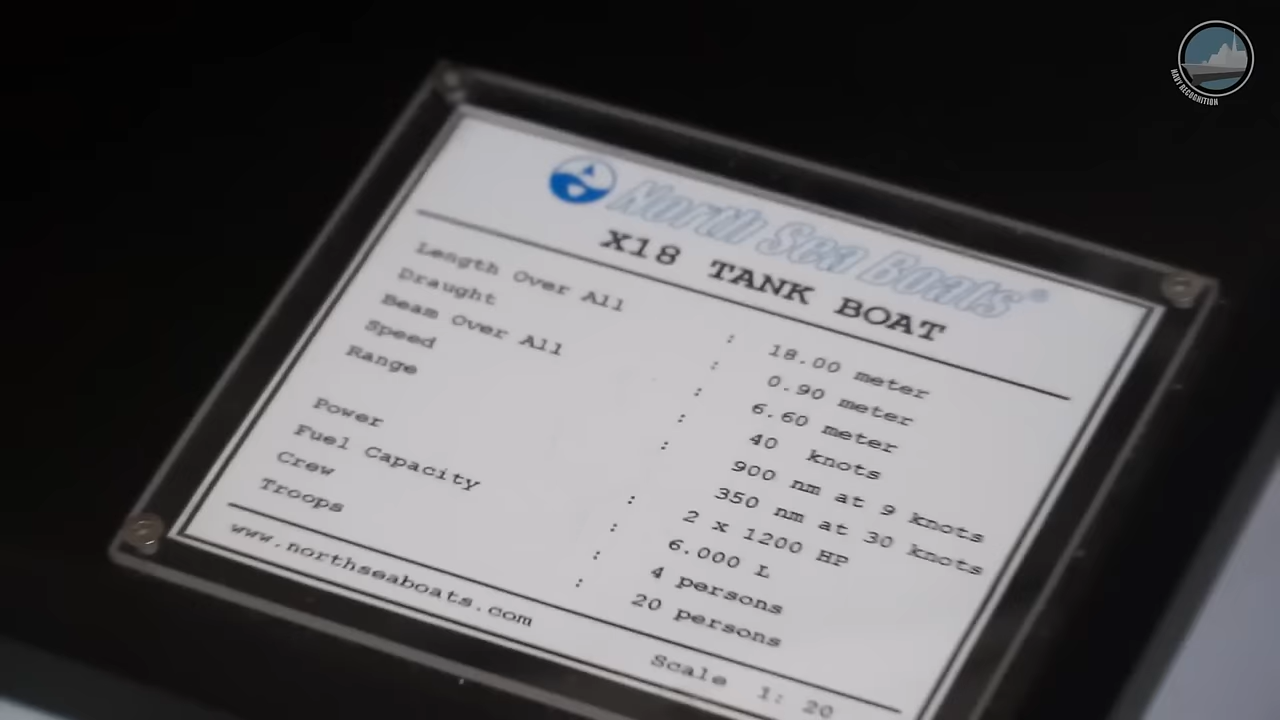 NAVY RECOGNITION
North Sea Boats®
X18 TANK BOAT
Length Over All : 18.00 meter
Draught : 0.90 meter
Beam Over All : 6.60 meter
Speed : 40 knots
Range : 900 nm at 9 knots
350 nm at 30 knots
Power : 2 x 1200 HP
Fuel Capacity : 6.000 L
Crew : 4 persons
Troops : 20 persons
www.northseaboats.com
Scale 1: 20